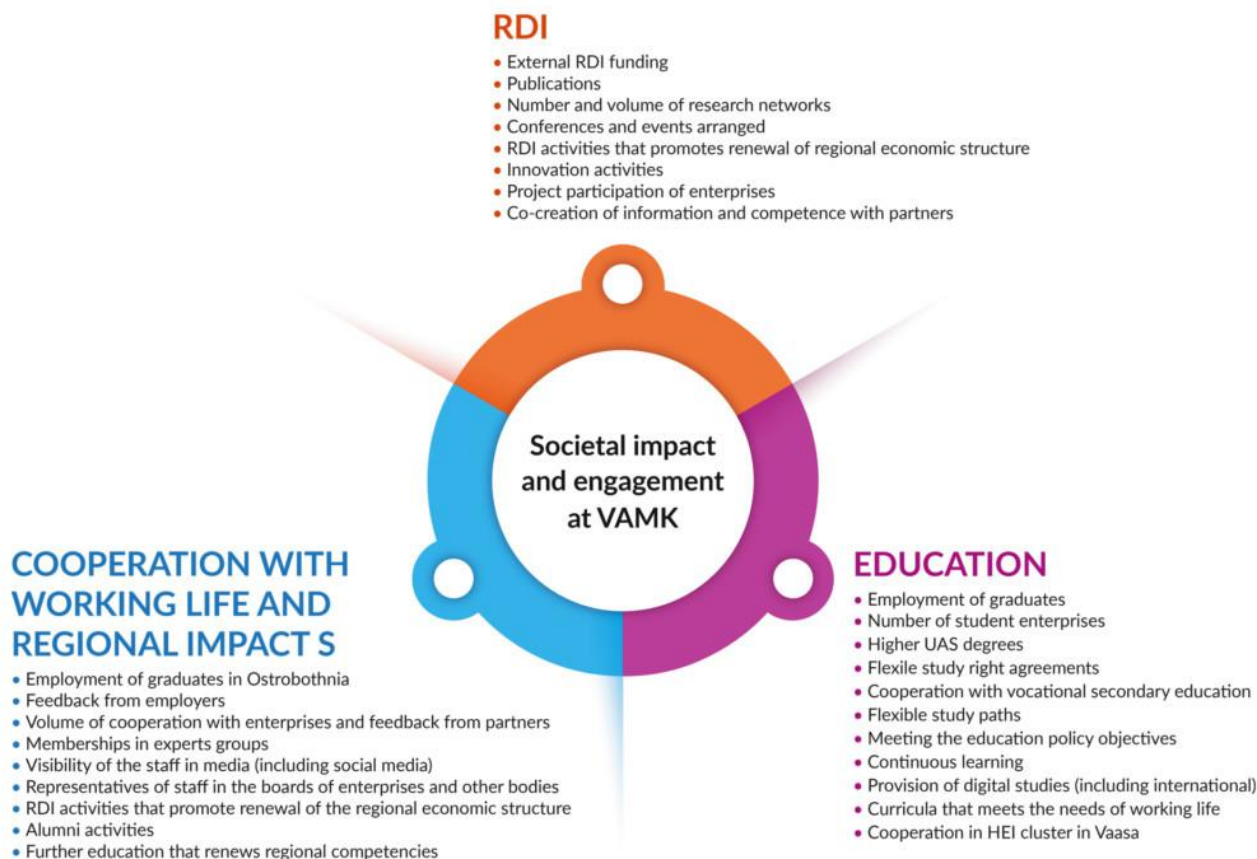 RDI
• External RDI funding
• Publications
• Number and volume of research networks
• Conferences and events arranged
• RDI activities that promotes renewal of regional economic structure
• Innovation activities
• Project participation of enterprises
• Co-creation of information and competence with partners
Societal impact
and engagement
at VAMK
COOPERATION WITH
WORKING LIFE AND
REGIONAL IMPACT S
• Employment of graduates in Ostrobothnia
• Feedback from employers
• Volume of cooperation with enterprises and feedback from partners
• Memberships in experts groups
• Visibility of the staff in media (including social media)
• Representatives of staff in the boards of enterprises and other bodies
• RDI activities that promote renewal of the regional economic structure
• Alumni activities
• Further education that renews regional competencies
EDUCATION
• Employment of graduates
• Number of student enterprises
• Higher UAS degrees
• Flexile study right agreements
• Cooperation with vocational secondary education
• Flexible study paths
• Meeting the education policy objectives
• Continuous learning
• Provision of digital studies (including international)
• Curricula that meets the needs of working life
• Cooperation in HEI cluster in Vaasa